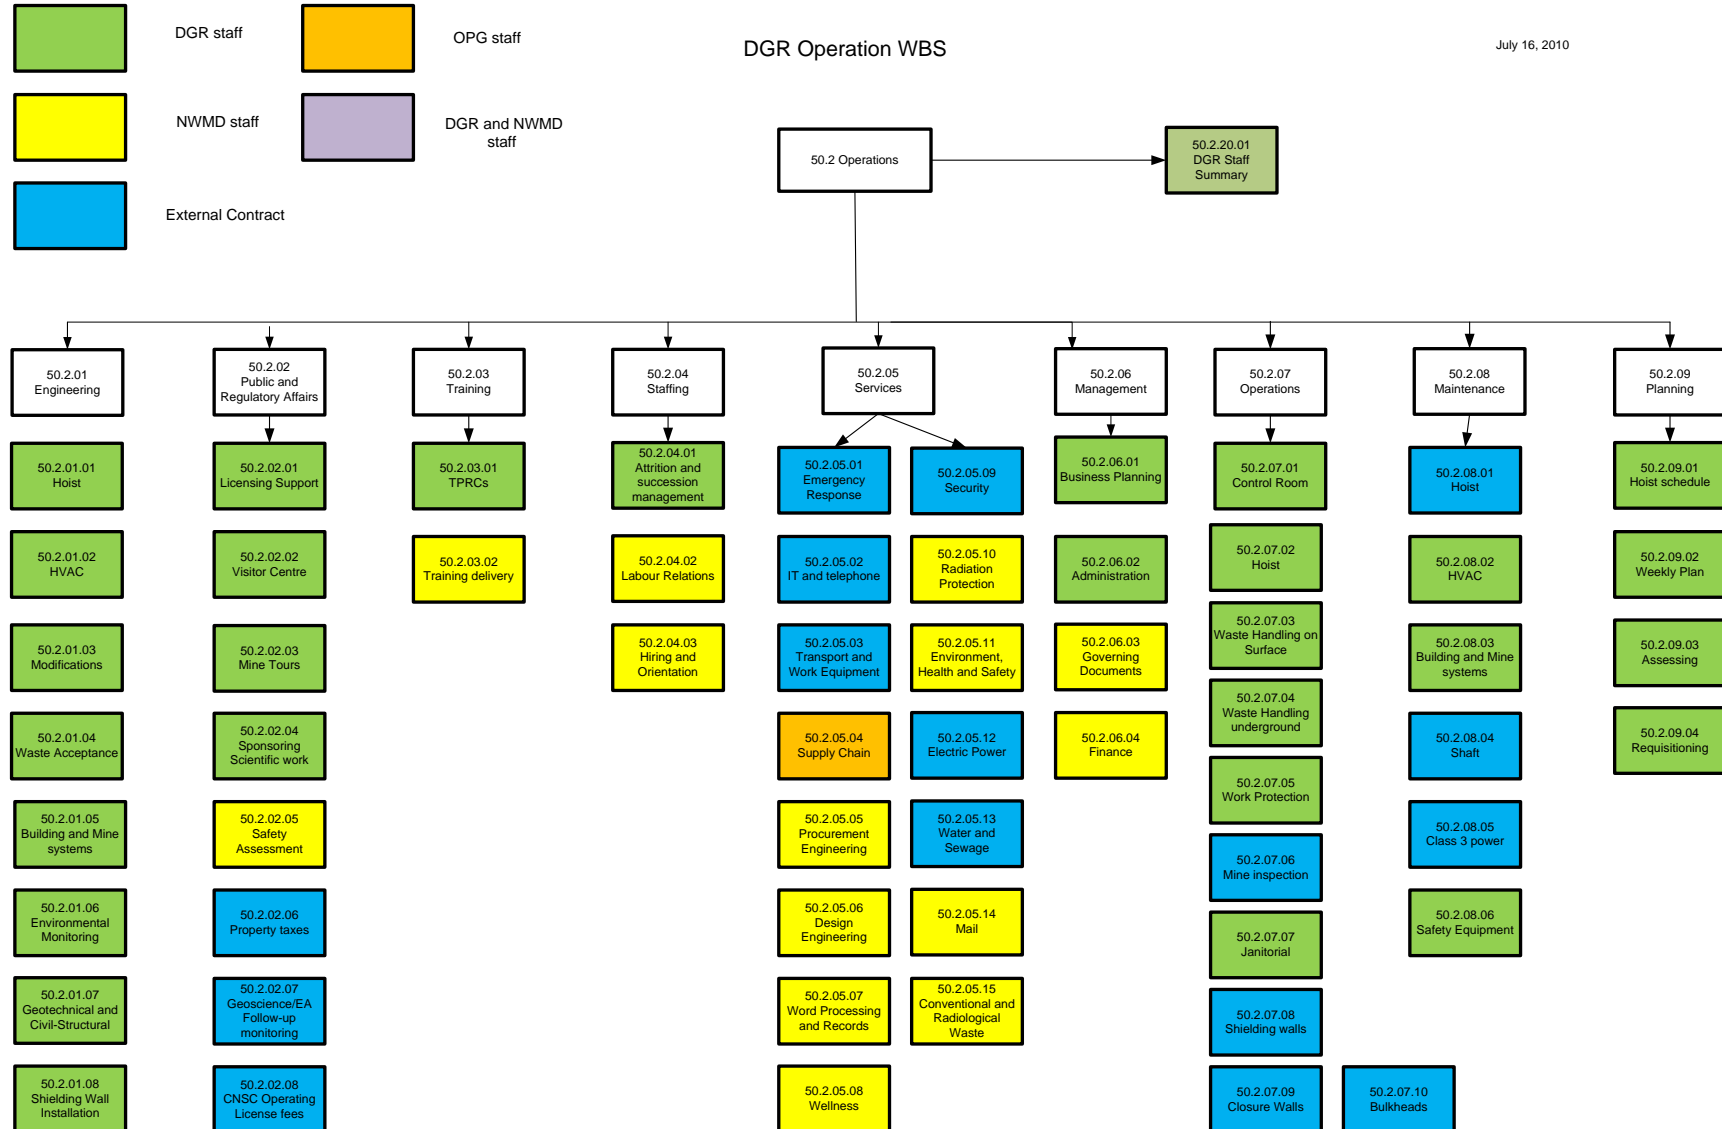 DGR staff
OPG staff
DGR Operation WBS
July 16, 2010
NWMD staff
DGR and NWMD
staff
External Contract
50.2 Operations
50.2.20.01
DGR Staff
Summary
50.2.01
Engineering
50.2.02
Public and
Regulatory Affairs
50.2.03
Training
50.2.04
Staffing
50.2.05
Services
50.2.06
Management
50.2.07
Operations
50.2.08
Maintenance
50.2.09
Planning
50.2.01.01
Hoist
50.2.01.02
HVAC
50.2.01.03
Modifications
50.2.01.04
Waste Acceptance
50.2.01.05
Building and Mine
systems
50.2.01.06
Environmental
Monitoring
50.2.01.07
Geotechnical and
Civil-Structural
50.2.01.08
Shielding Wall
Installation
50.2.02.01
Licensing Support
50.2.02.02
Visitor Centre
50.2.02.03
Mine Tours
50.2.02.04
Sponsoring
Scientific work
50.2.02.05
Safety
Assessment
50.2.02.06
Property taxes
50.2.02.07
Geoscience/EA
Follow-up
monitoring
50.2.02.08
CNSC Operating
License fees
50.2.03.01
TPRCs
50.2.03.02
Training delivery
50.2.04.01
Attrition and
succession
management
50.2.04.02
Labour Relations
50.2.04.03
Hiring and
Orientation
50.2.05.01
Emergency
Response
50.2.05.02
IT and telephone
50.2.05.03
Transport and
Work Equipment
50.2.05.04
Supply Chain
50.2.05.05
Procurement
Engineering
50.2.05.06
Design
Engineering
50.2.05.07
Word Processing
and Records
50.2.05.08
Wellness
50.2.05.09
Security
50.2.05.10
Radiation
Protection
50.2.05.11
Environment,
Health and Safety
50.2.05.12
Electric Power
50.2.05.13
Water and
Sewage
50.2.05.14
Mail
50.2.05.15
Conventional and
Radiological
Waste
50.2.06.01
Business Planning
50.2.06.02
Administration
50.2.06.03
Governing
Documents
50.2.06.04
Finance
50.2.07.01
Control Room
50.2.07.02
Hoist
50.2.07.03
Waste Handling on
Surface
50.2.07.04
Waste Handling
underground
50.2.07.05
Work Protection
50.2.07.06
Mine inspection
50.2.07.07
Janitorial
50.2.07.08
Shielding walls
50.2.07.09
Closure Walls
50.2.07.10
Bulkheads
50.2.08.01
Hoist
50.2.08.02
HVAC
50.2.08.03
Building and Mine
systems
50.2.08.04
Shaft
50.2.08.05
Class 3 power
50.2.08.06
Safety Equipment
50.2.09.01
Hoist schedule
50.2.09.02
Weekly Plan
50.2.09.03
Assessing
50.2.09.04
Requisitioning